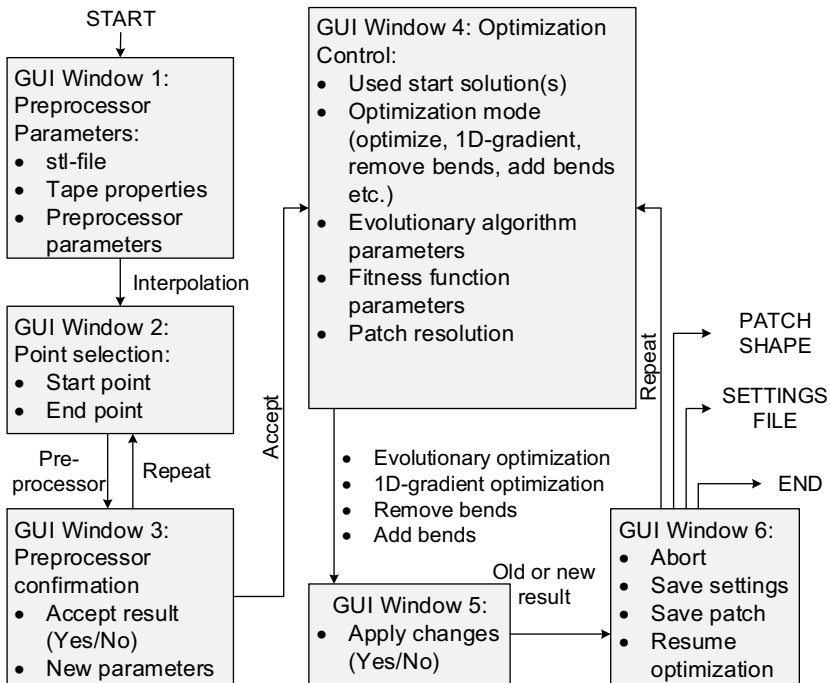 START
GUI Window 1:
Preprocessor
Parameters:
• stl-file
• Tape properties
• Preprocessor
parameters
Interpolation
GUI Window 2:
Point selection:
• Start point
• End point
Pre-
processor
Repeat
GUI Window 3:
Preprocessor
confirmation
• Accept result
(Yes/No)
• New parameters
Accept
GUI Window 4: Optimization
Control:
• Used start solution(s)
• Optimization mode
(optimize, 1D-gradient,
remove bends, add bends
etc.)
• Evolutionary algorithm
parameters
• Fitness function
parameters
• Patch resolution
• Evolutionary optimization
• 1D-gradient optimization
• Remove bends
• Add bends
GUI Window 5:
• Apply changes
(Yes/No)
Old or new
result
GUI Window 6:
• Abort
• Save settings
• Save patch
• Resume
optimization
Repeat
PATCH
SHAPE
SETTINGS
FILE
END